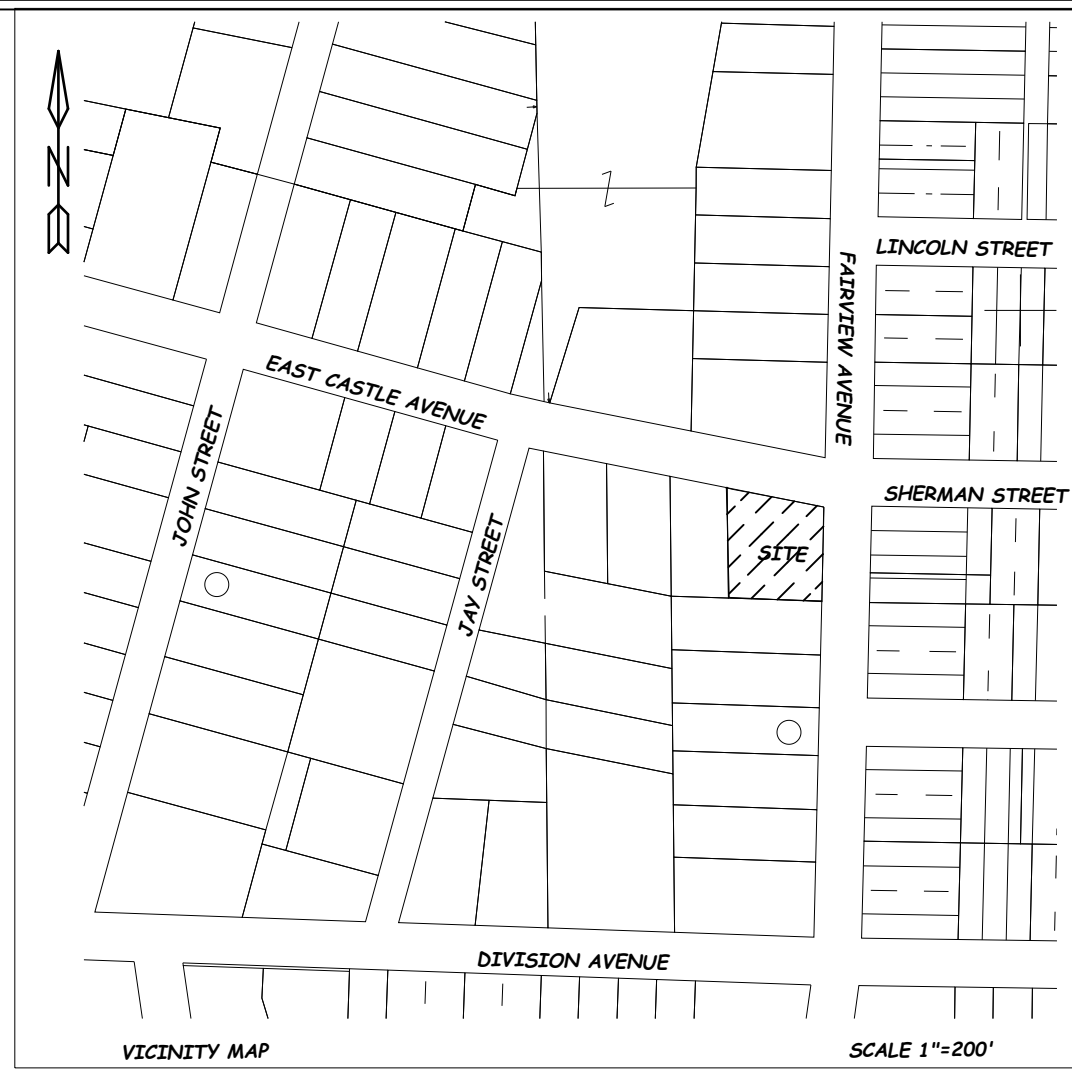 N
LINCOLN STREET
FAIRVIEW AVENUE
EAST CASTLE AVENUE
JOHN STREET
SHERMAN STREET
JAY STREET
SITE
DIVISION AVENUE
VICINITY MAP
SCALE 1"=200'